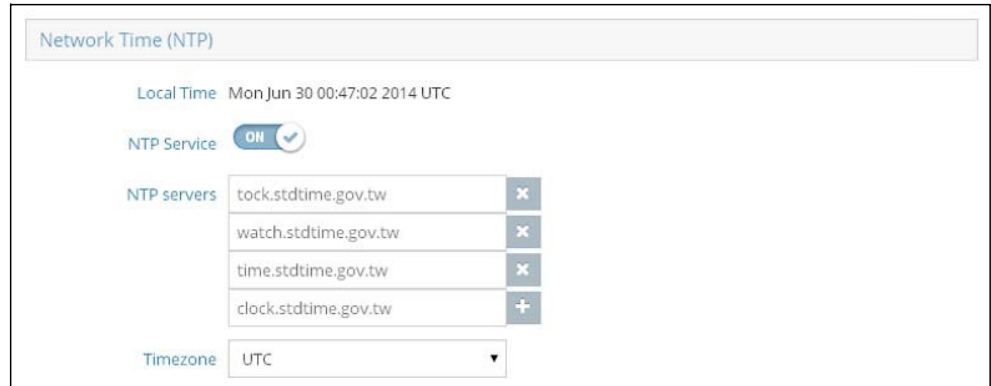 Network Time (NTP)
Local Time Mon Jun 30 00:47:02 2014 UTC
NTP Service ON
NTP servers tock.stdtime.gov.tw
watch.stdtime.gov.tw
time.stdtime.gov.tw
clock.stdtime.gov.tw
Timezone UTC